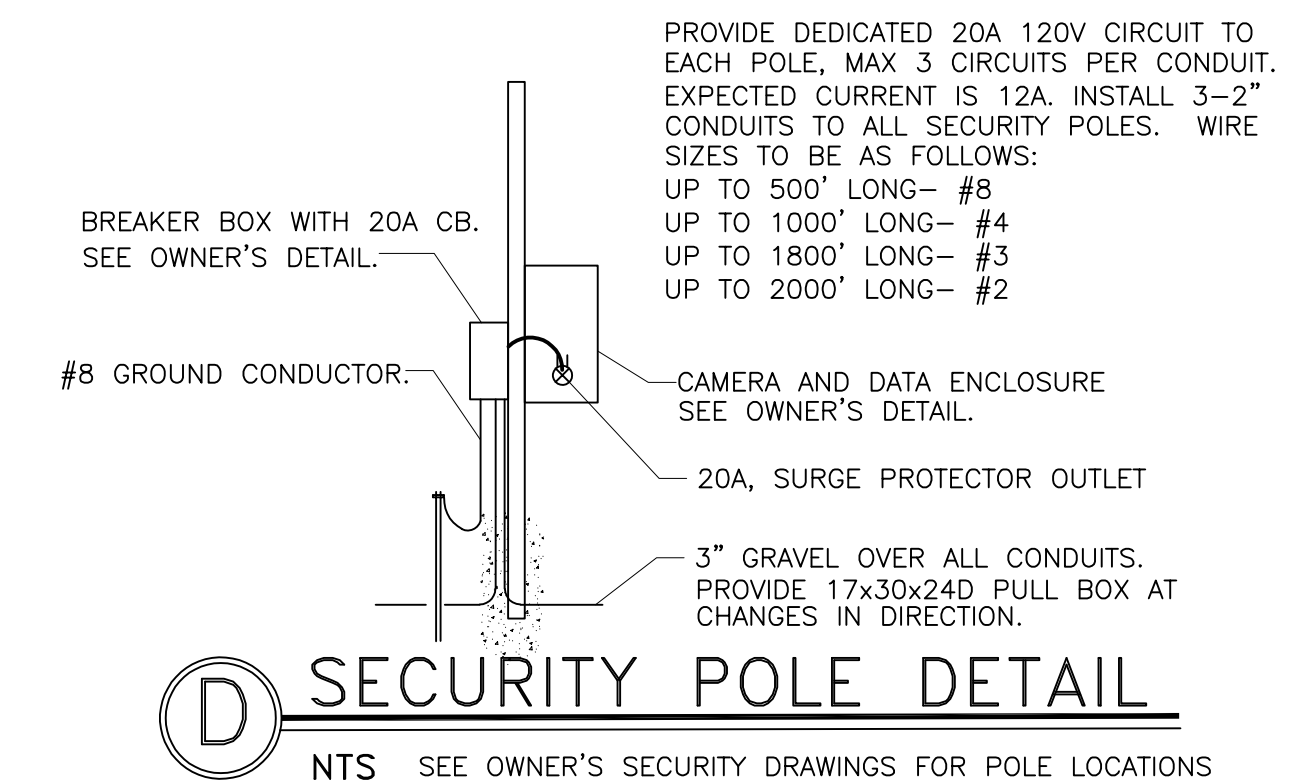 PROVIDE DEDICATED 20A 120V CIRCUIT TO
EACH POLE, MAX 3 CIRCUITS PER CONDUIT.
EXPECTED CURRENT IS 12A. INSTALL 3-2"
CONDUITS TO ALL SECURITY POLES. WIRE
SIZES TO BE AS FOLLOWS:
UP TO 500' LONG- #8
UP TO 1000' LONG- #4
UP TO 1800' LONG- #3
UP TO 2000' LONG- #2
BREAKER BOX WITH 20A CB.
SEE OWNER'S DETAIL.
#8 GROUND CONDUCTOR.
CAMERA AND DATA ENCLOSURE
SEE OWNER'S DETAIL.
20A, SURGE PROTECTOR OUTLET
3" GRAVEL OVER ALL CONDUITS.
PROVIDE 17x30x24D PULL BOX AT
CHANGES IN DIRECTION.
D SECURITY POLE DETAIL
NTS SEE OWNER'S SECURITY DRAWINGS FOR POLE LOCATIONS